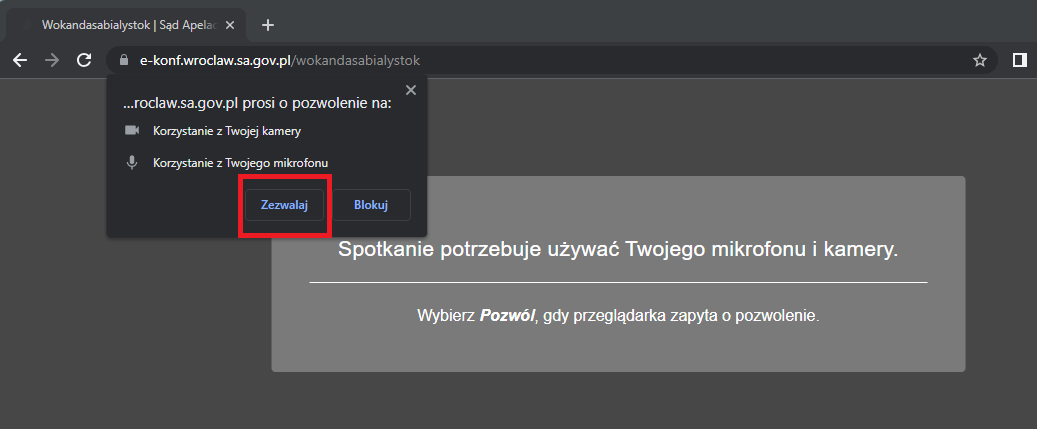 Wokandasabialystok | Sąd Apelac
e-konf.wroclaw.sa.gov.pl/wokandasabialystok
...roclaw.sa.gov.pl prosi o pozwolenie na:
Korzystanie z Twojej kamery
Korzystanie z Twojego mikrofonu
Zezwalaj Blokuj
Spotkanie potrzebuje używać Twojego mikrofonu i kamery.
Wybierz Pozwól, gdy przeglądarka zapyta o pozwolenie.